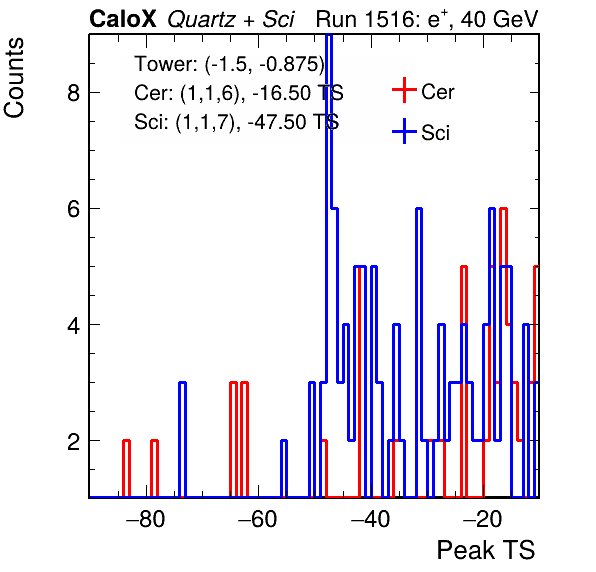 CaloX Quartz + Sci Run 1516: e+, 40 GeV
Counts
Tower: (-1.5, -0.875)
Cer: (1,1,6), -16.50 TS
Sci: (1,1,7), -47.50 TS
Cer
Sci
8
6
4
2
−80 −60 −40 −20
Peak TS